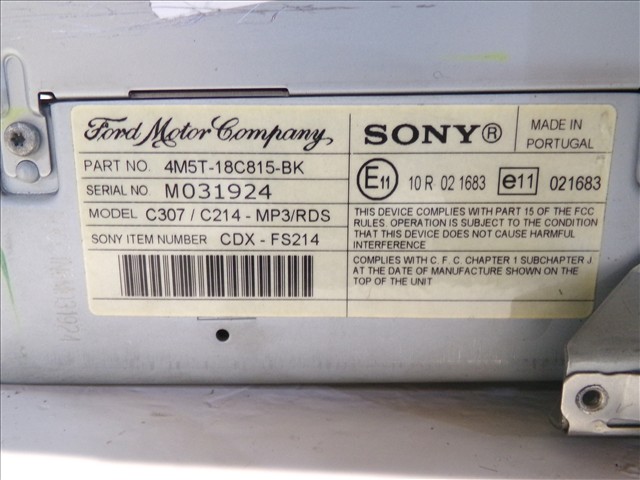 Ford Motor Company,
SONY®
MADE IN
PORTUGAL
PART NO. 4M5T-18C815-BK
SERIAL NO. M031924
MODEL C307 / C214 - MP3/RDS
SONY ITEM NUMBER CDX - FS214
E11 10 R - 02 1683 e11 021683
THIS DEVICE COMPLIES WITH PART 15 OF THE FCC
RULES. OPERATION IS SUBJECT TO THE CONDITION
THAT THIS DEVICE DOES NOT CAUSE HARMFUL
INTERFERENCE
COMPLIES WITH C. F. C. CHAPTER 1 SUBCHAPTER J
AT THE DATE OF MANUFACTURE SHOWN ON THE
TOP OF THE UNIT